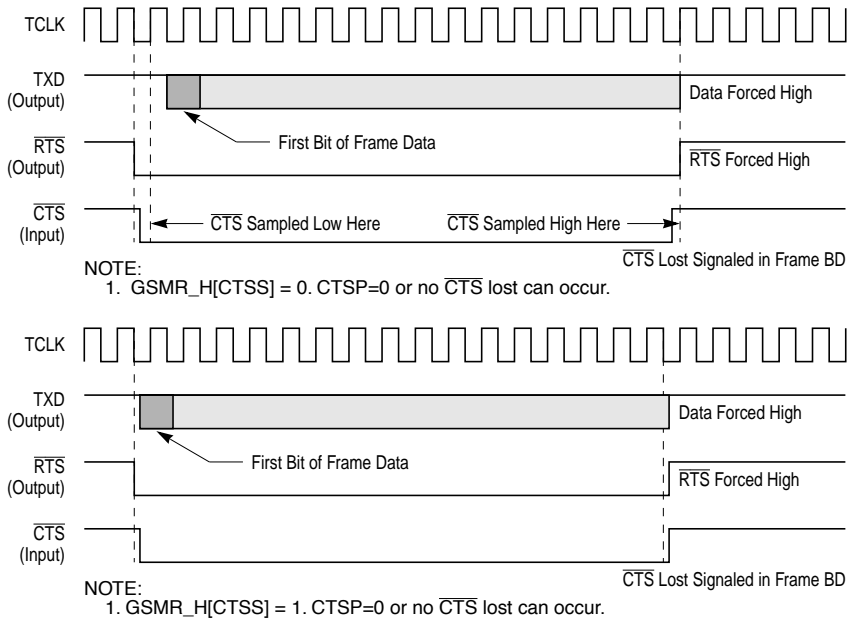 TCLK
TXD
(Output)
Data Forced High
First Bit of Frame Data
RTS
(Output)
RTS Forced High
CTS
(Input)
CTS Sampled Low Here
CTS Sampled High Here
CTS Lost Signaled in Frame BD
NOTE:
1. GSMR_H[CTSS] = 0. CTSP=0 or no CTS lost can occur.
TCLK
TXD
(Output)
Data Forced High
First Bit of Frame Data
RTS
(Output)
RTS Forced High
CTS
(Input)
CTS Lost Signaled in Frame BD
NOTE:
1. GSMR_H[CTSS] = 1. CTSP=0 or no CTS lost can occur.